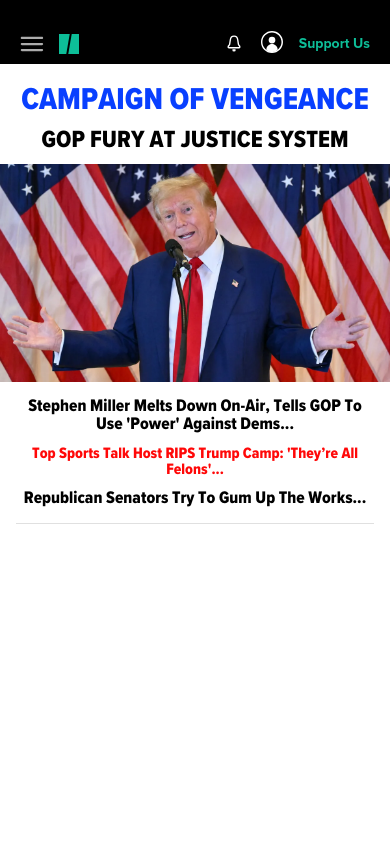 Support Us
CAMPAIGN OF VENGEANCE
GOP FURY AT JUSTICE SYSTEM
Stephen Miller Melts Down On-Air, Tells GOP To
Use 'Power' Against Dems...
Top Sports Talk Host RIPS Trump Camp: 'They’re All
Felons'...
Republican Senators Try To Gum Up The Works...